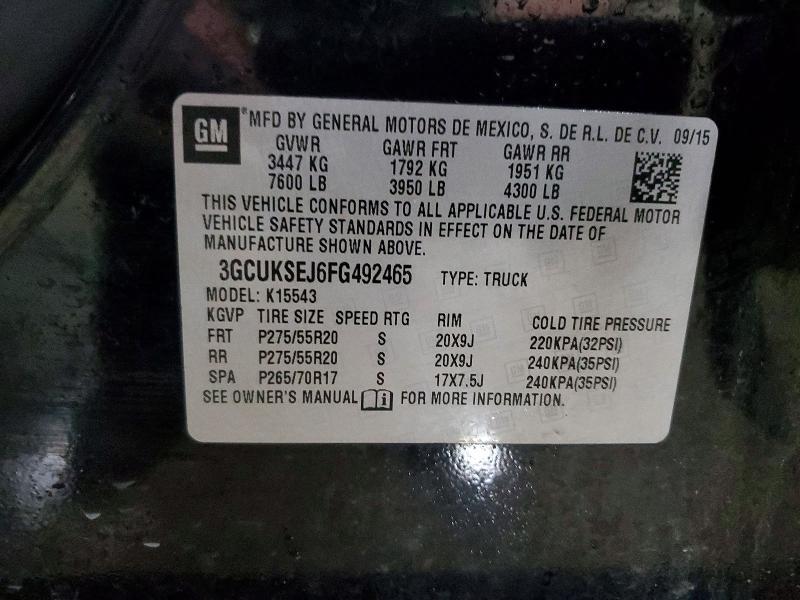 GM
®MFD BY GENERAL MOTORS DE MEXICO, S. DE R.L. DE C.V. 09/15
GVWR GAWR FRT GAWR RR
3447 KG 1792 KG 1951 KG
7600 LB 3950 LB 4300 LB
THIS VEHICLE CONFORMS TO ALL APPLICABLE U.S. FEDERAL MOTOR
VEHICLE SAFETY STANDARDS IN EFFECT ON THE DATE OF
MANUFACTURE SHOWN ABOVE.
3GCUKSEJ6FG492465 TYPE: TRUCK
MODEL: K15543
KGVP TIRE SIZE SPEED RTG RIM COLD TIRE PRESSURE
FRT P275/55R20 S 20X9J 220KPA(32PSI)
RR P275/55R20 S 20X9J 240KPA(35PSI)
SPA P265/70R17 S 17X7.5J 240KPA(35PSI)
SEE OWNER'S MANUAL FOR MORE INFORMATION.